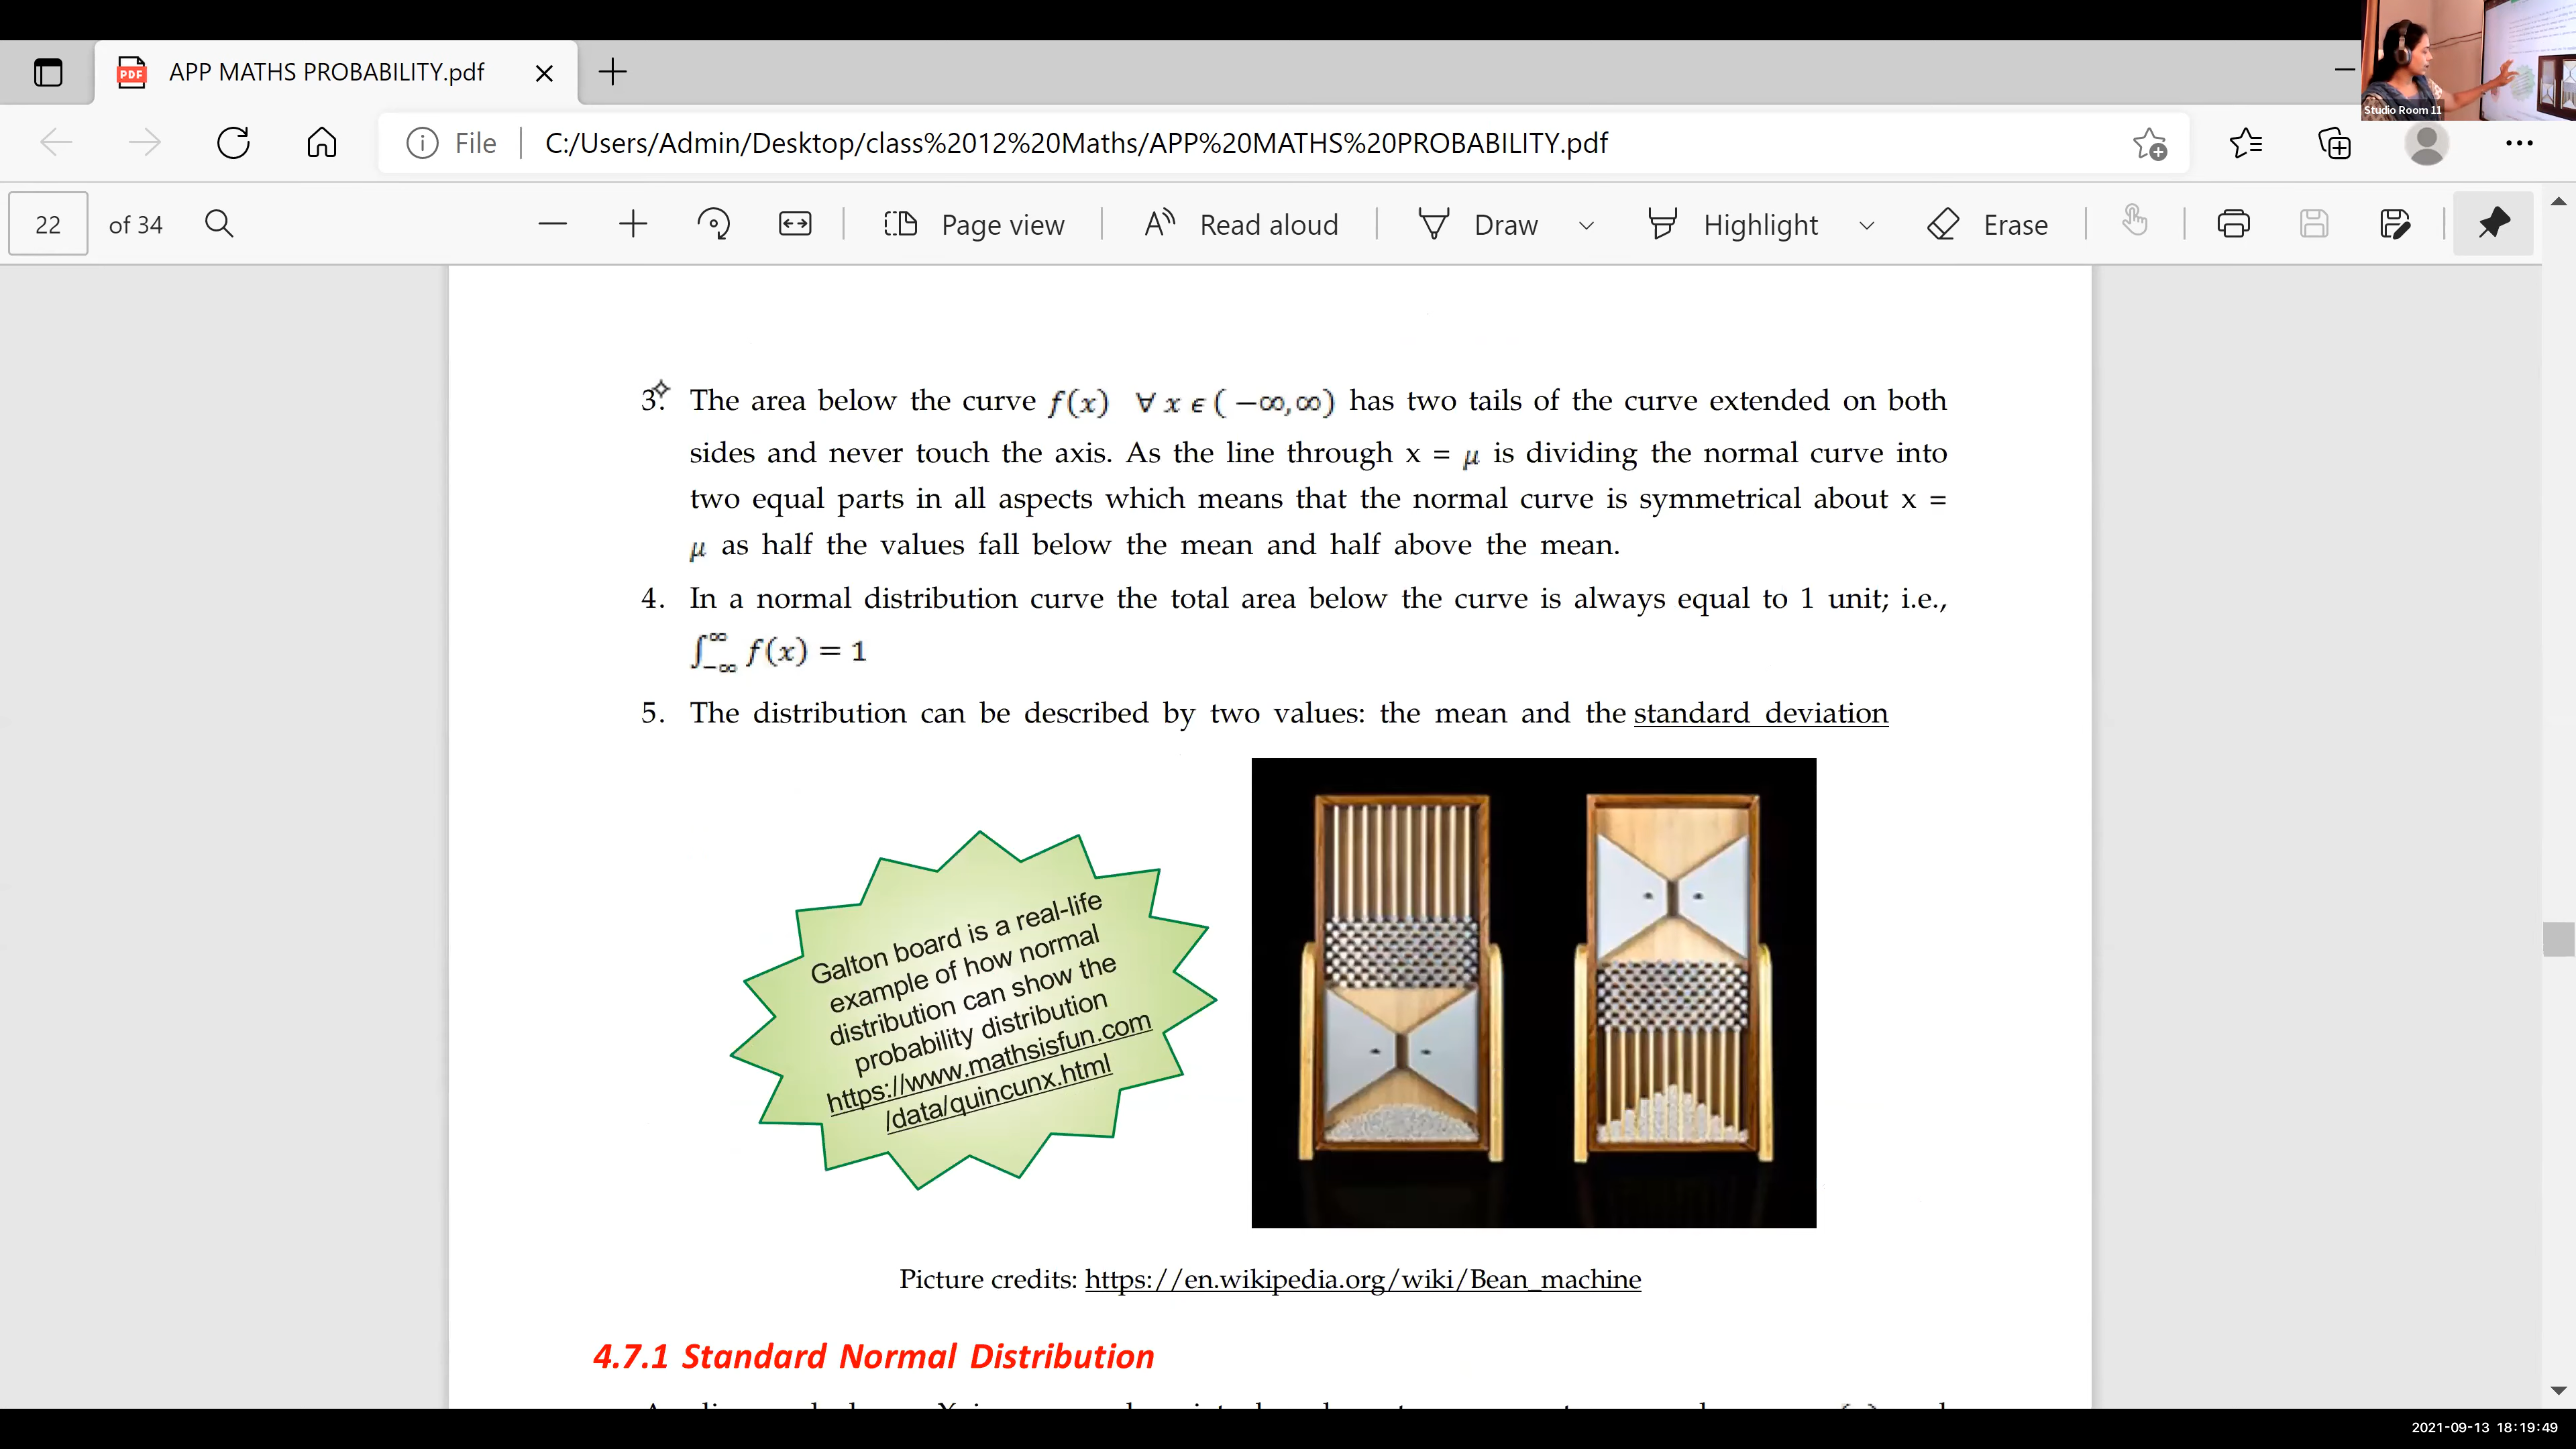 APP MATHS PROBABILITY.pdf
Studio Room 11
File
C:/Users/Admin/Desktop/class%2012%20Maths/APP%20MATHS%20PROBABILITY.pdf
22 of 34
Page view
Read aloud
Draw
Highlight
Erase
3. The area below the curve f(x) ∀ x ϵ ( −∞,∞) has two tails of the curve extended on both
sides and never touch the axis. As the line through x = μ is dividing the normal curve into
two equal parts in all aspects which means that the normal curve is symmetrical about x =
μ as half the values fall below the mean and half above the mean.
4. In a normal distribution curve the total area below the curve is always equal to 1 unit; i.e.,
∫_{−∞}^{∞} f(x) = 1
5. The distribution can be described by two values: the mean and the standard deviation
Galton board is a real-life
example of how normal
distribution can show the
probability distribution
https://www.mathsisfun.com
/data/quincunx.html
Picture credits: https://en.wikipedia.org/wiki/Bean_machine
4.7.1 Standard Normal Distribution
2021-09-13 18:19:49